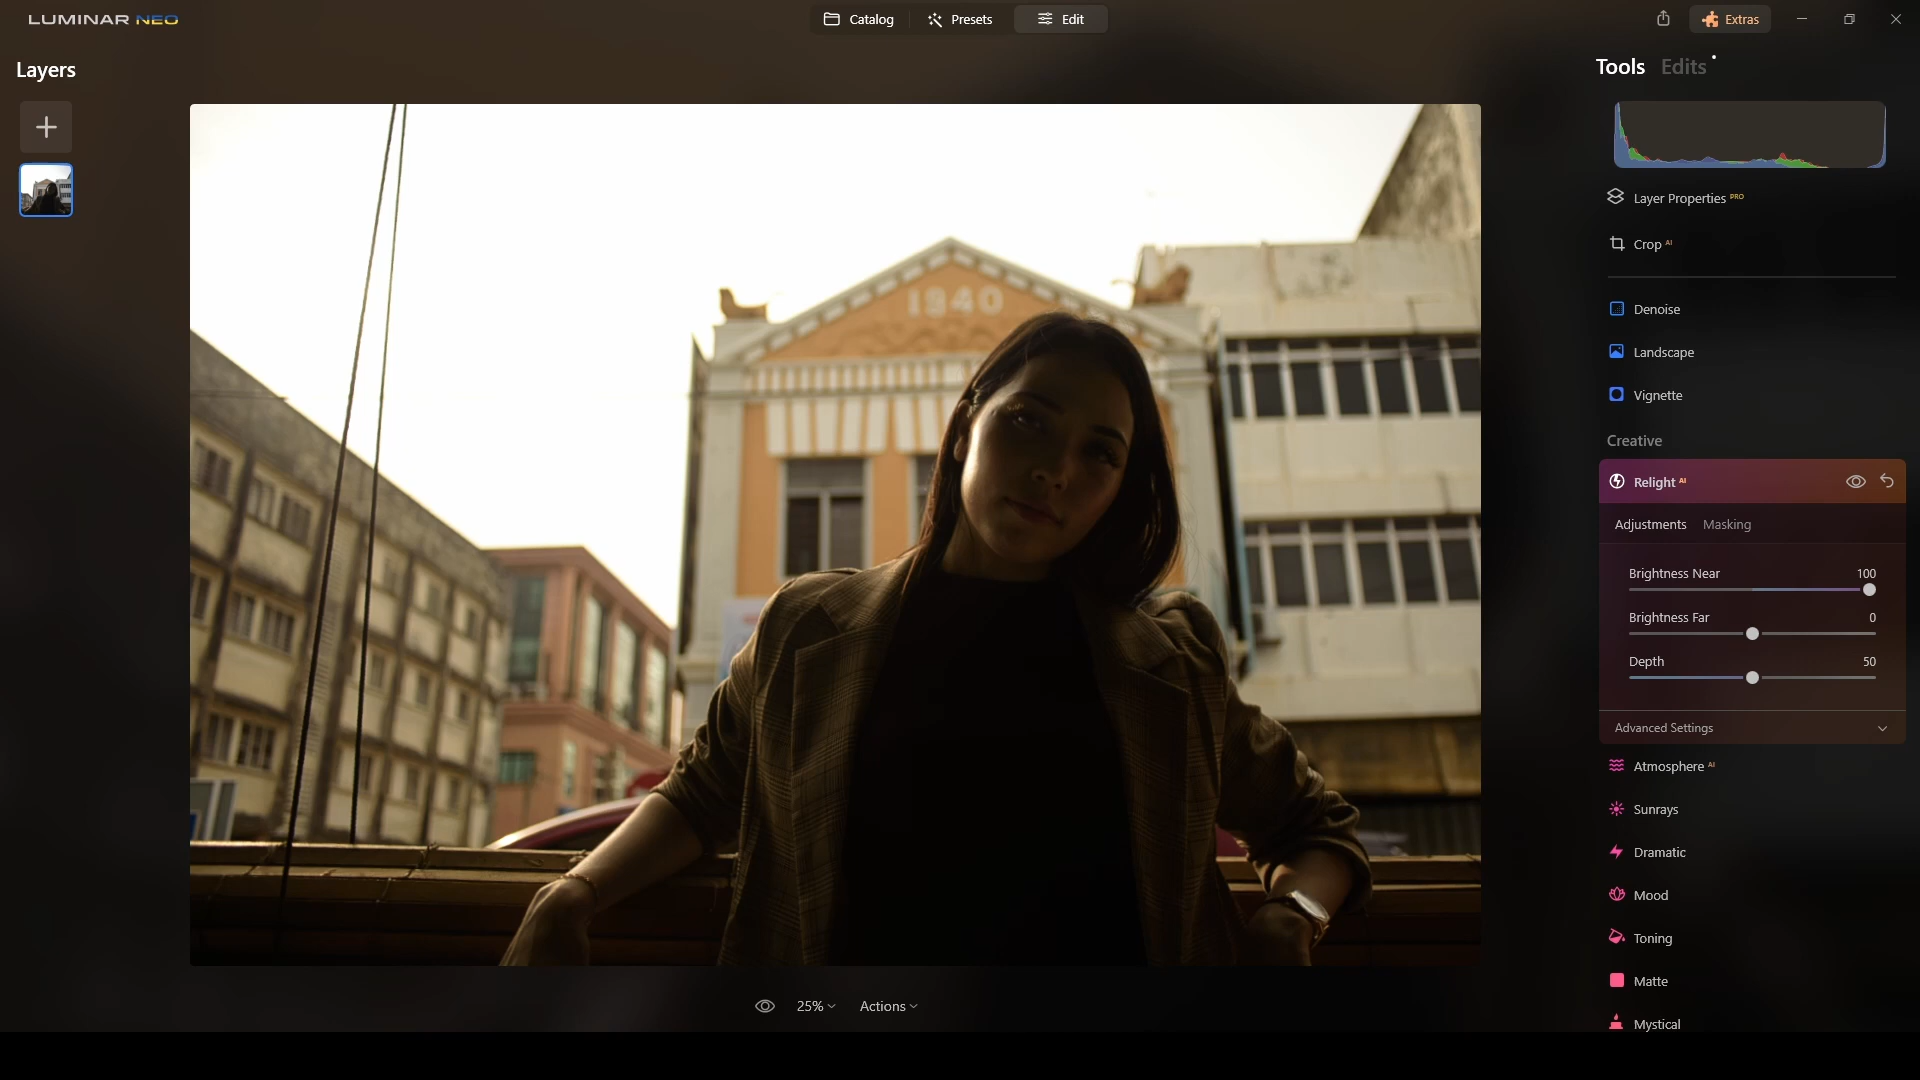 LUMINAR NEO
Catalog
Presets
Edit
Extras
Layers
Tools Edits
Layer Properties PRO
Crop AI
Denoise
Landscape
Vignette
Creative
Relight AI
Adjustments Masking
Brightness Near 100
Brightness Far 0
Depth 50
Advanced Settings
Atmosphere AI
Sunrays
Dramatic
Mood
Toning
Matte
Mystical
1940
25% Actions